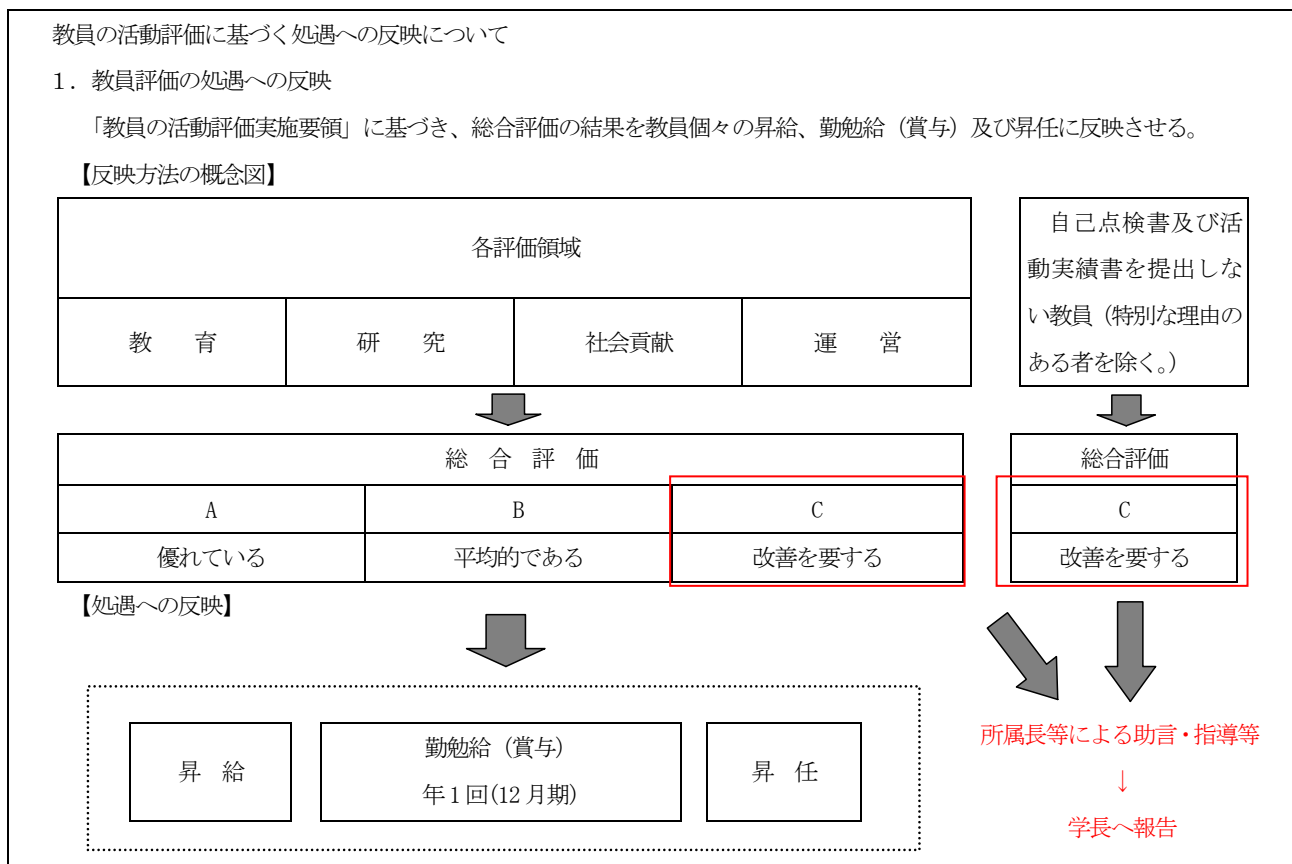 教員の活動評価に基づく処遇への反映について
1．教員評価の処遇への反映
「教員の活動評価実施要領」に基づき、総合評価の結果を教員個々の昇給、勤勉給（賞与）及び昇任に反映させる。
【反映方法の概念図】
各評価領域
教　育
研　究
社会貢献
運　営
自己点検書及び活
動実績書を提出しな
い教員（特別な理由の
ある者を除く。）
総　合　評　価
A
B
C
優れている
平均的である
改善を要する
総合評価
C
改善を要する
【処遇への反映】
昇　給
勤勉給（賞与）
年１回(12月期)
昇　任
所属長等による助言・指導等
↓
学長へ報告